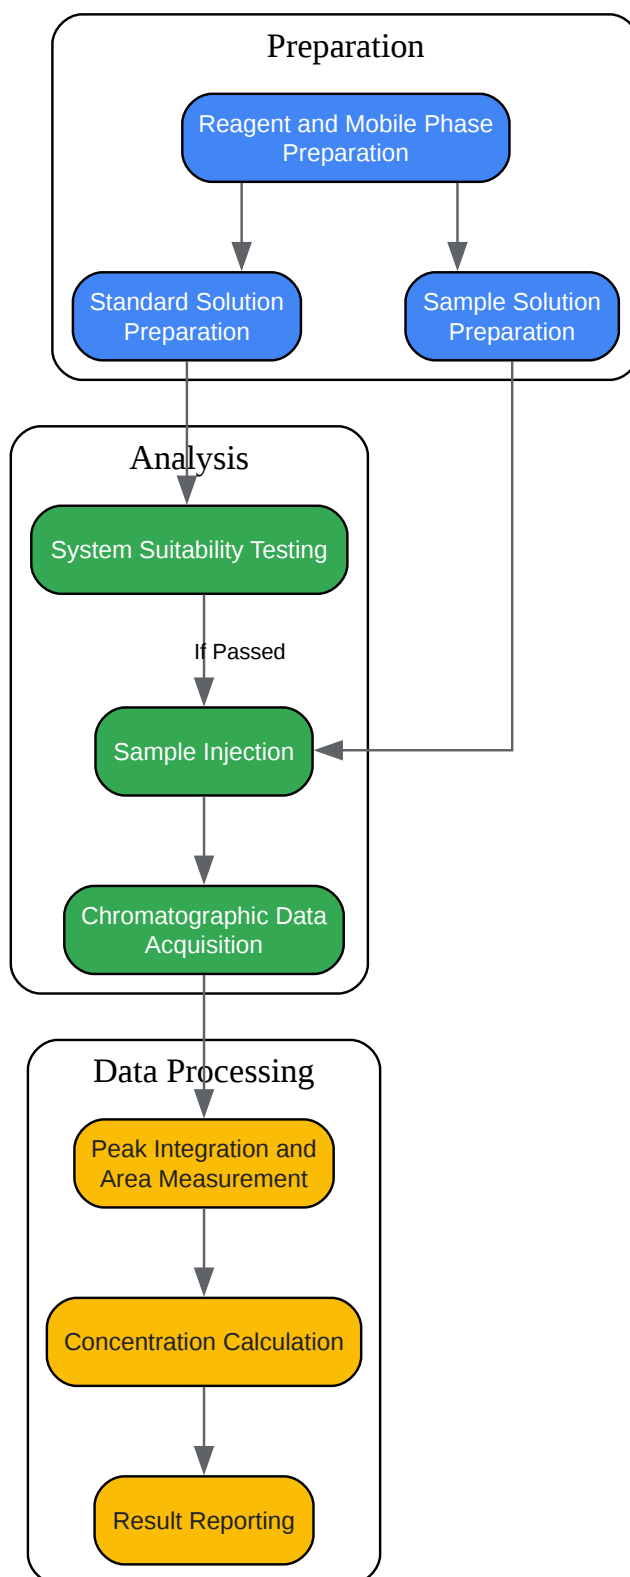 Preparation
Reagent and Mobile Phase
Preparation
Standard Solution
Preparation
Sample Solution
Preparation
Analysis
System Suitability Testing
If Passed
Sample Injection
Chromatographic Data
Acquisition
Data Processing
Peak Integration and
Area Measurement
Concentration Calculation
Result Reporting